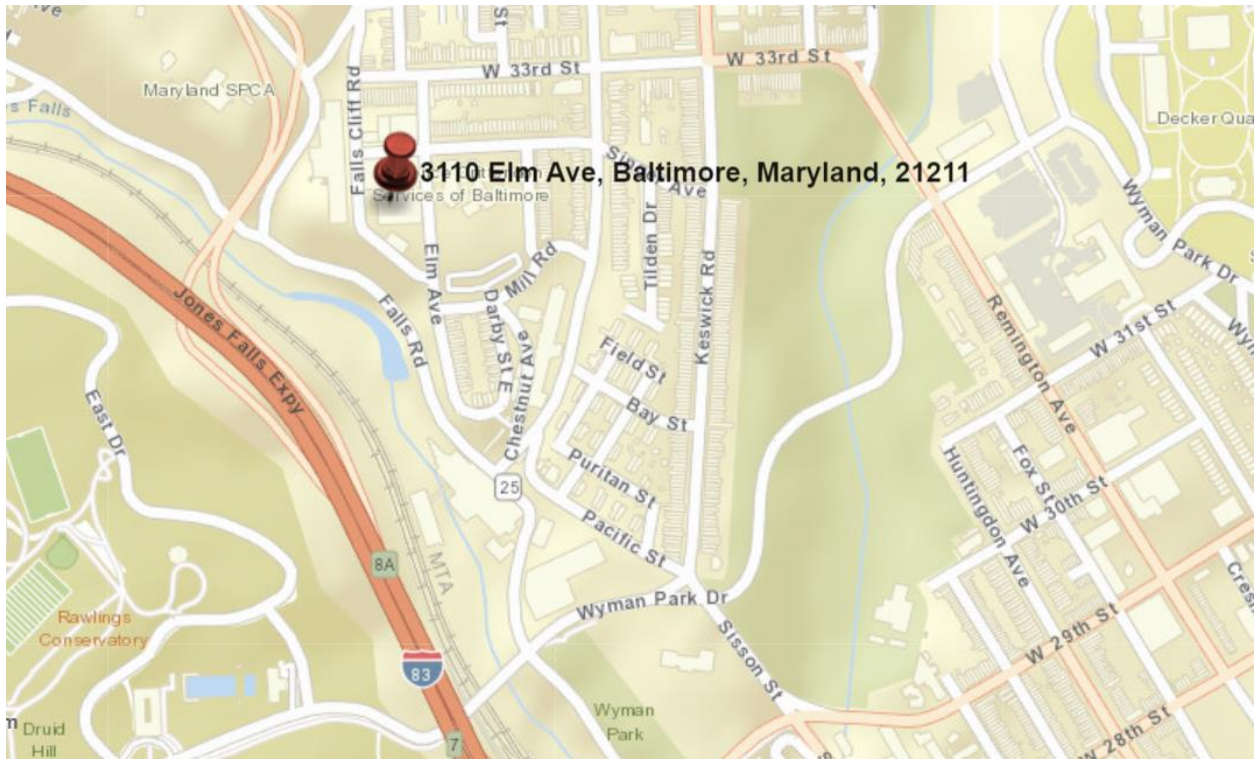 St
W 33rd St
W 33rd St
Maryland SPCA
Falls Cliff Rd
Decker Qua
3110 Elm Ave, Baltimore, Maryland, 21211
Services of Baltimore
Ave
Tilden Dr
Wyman Park Dr
Elm Ave
Mill Rd
Jones Falls Expy
Darby St E
Falls Rd
Keswick Rd
Remington Ave
W 31st St
Chestnut Ave
Field St
East Dr
Bay St
Puritan St
25
Huntingdon Ave
Fox St
W 30th St
Pacific St
8A
MTA
Rawlings
Conservatory
Wyman Park Dr
Cres
W 29th St
Sisson St
83
Wyman
Park
Druid
Hill
7
W 28th St